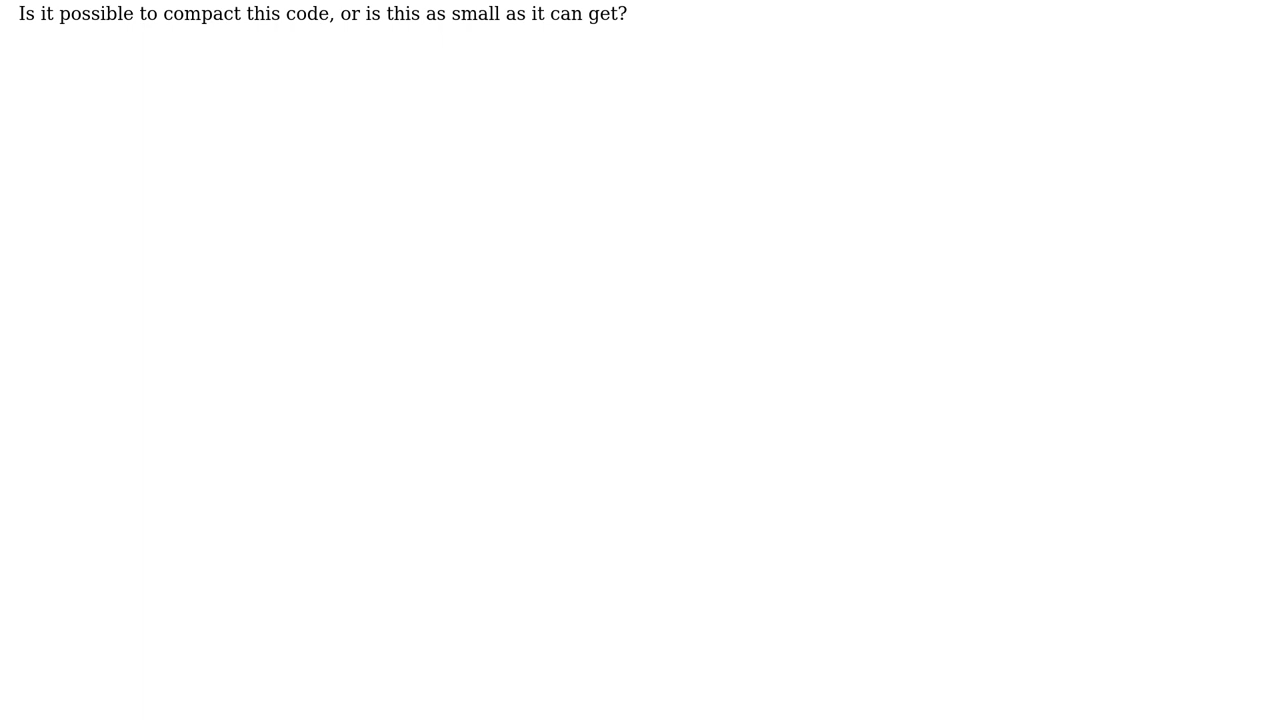 Is it possible to compact this code, or is this as small as it can get?